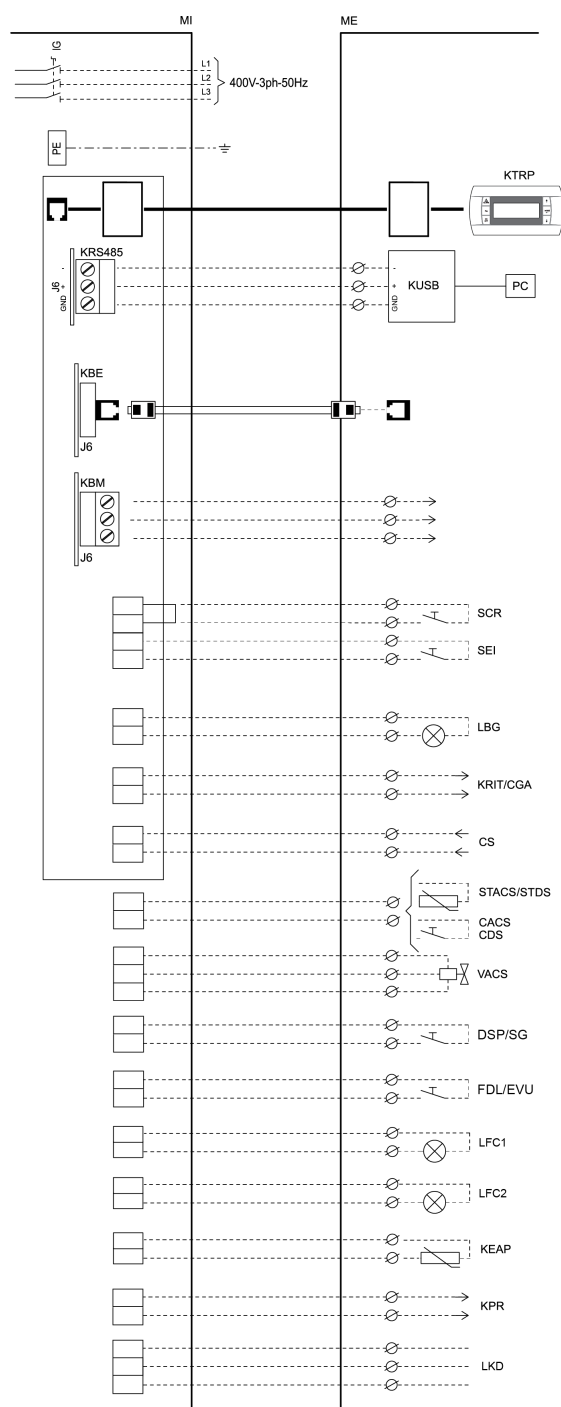 MI ME
IG
L1
L2
L3
400V-3ph-50Hz
PE
KTRP
KRS485
- + GND
J6
- + GND
KUSB
PC
KBE
J6
KBM
J6
SCR
SEI
LBG
KRIT/CGA
CS
STACS/STDS
CACS
CDS
VACS
DSP/SG
FDL/EVU
LFC1
LFC2
KEAP
KPR
LKD